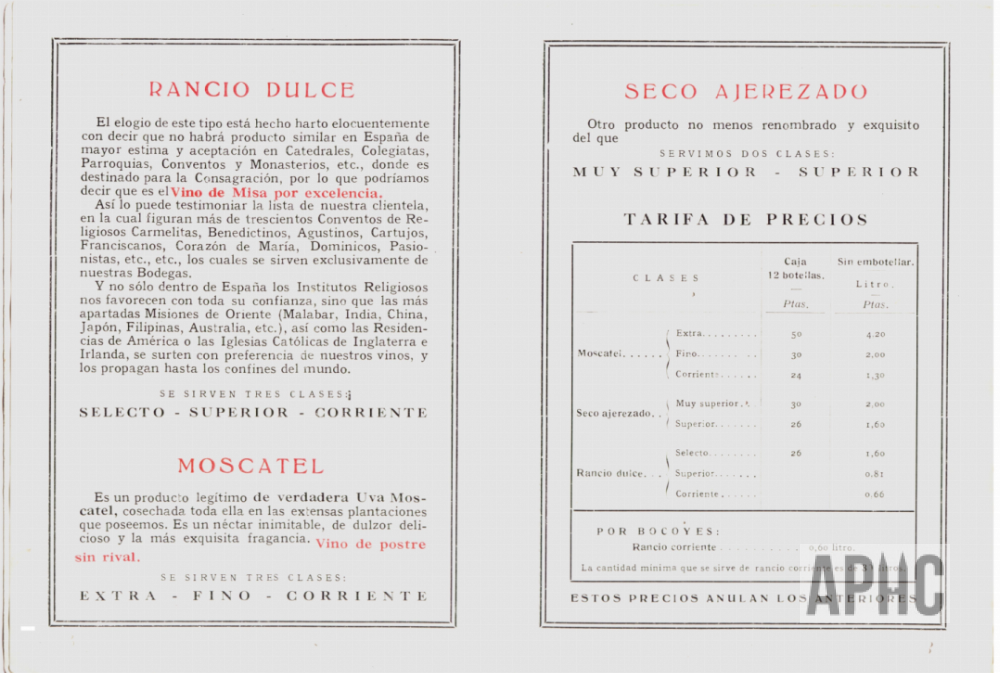 RANCIO DULCE
El elogio de este tipo está hecho harto elocuentemente
con decir que no habrá producto similar en España de
mayor estima y aceptación en Catedrales, Colegiatas,
Parroquias, Conventos y Monasterios, etc., donde es
destinado para la Consagración, por lo que podríamos
decir que es el Vino de Misa por excelencia.
Así lo puede testimoniar la lista de nuestra clientela,
en la cual figuran más de trescientos Conventos de Re-
ligiosos Carmelitas, Benedictinos, Agustinos, Cartujos,
Franciscanos, Corazón de María, Dominicos, Pasio-
nistas, etc., etc., los cuales se sirven exclusivamente de
nuestras Bodegas.
Y no sólo dentro de España los Institutos Religiosos
nos favorecen con toda su confianza, sino que las más
apartadas Misiones de Oriente (Malabar, India, China,
Japón, Filipinas, Australia, etc.), así como las Residen-
cias de América o las Iglesias Católicas de Inglaterra e
Irlanda, se surten con preferencia de nuestros vinos, y
los propagan hasta los confines del mundo.
SE SIRVEN TRES CLASES:
SELECTO - SUPERIOR - CORRIENTE
MOSCATEL
Es un producto legítimo de verdadera Uva Mos-
catel, cosechada toda ella en las extensas plantaciones
que poseemos. Es un néctar inimitable, de dulzor deli-
cioso y la más exquisita fragancia. Vino de postre
sin rival.
SE SIRVEN TRES CLASES:
EXTRA - FINO - CORRIENTE
SECO AJEREZADO
Otro producto no menos renombrado y exquisito
del que
SERVIMOS DOS CLASES:
MUY SUPERIOR - SUPERIOR
TARIFA DE PRECIOS
CLASES
Caja
12 botellas.
Ptas.
Sin embotellar.
Litro.
Ptas.
Moscatel......
Extra......... 50 4,20
Fino........ 30 2,00
Corriente...... 24 1,30
Seco ajerezado..
Muy superior.. 30 2,00
Superior....... 26 1,60
Rancio dulce...
Selecto........ 26 1,60
Superior....... 0.81
Corriente...... 0.66
POR BOCOYES:
Rancio corriente .......... 0,60 litro.
La cantidad mínima que se sirve de rancio corriente es de litros.
ESTOS PRECIOS ANULAN LOS ANTERIORES
APHC